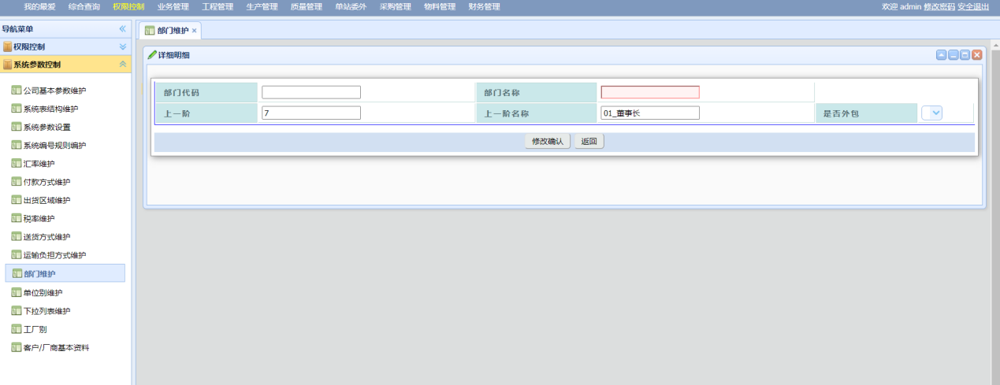 我的最爱 综合查询 权限控制 业务管理 工程管理 生产管理 质量管理 单站委外 采购管理 物料管理 财务管理 欢迎 admin 修改密码 安全退出
导航菜单
部门维护
权限控制
系统参数控制
详细明细
公司基本参数维护
系统表结构维护
系统参数设置
系统编号规则编护
汇率维护
付款方式维护
出货区域维护
税率维护
送货方式维护
运输负担方式维护
部门维护
单位别维护
下拉列表维护
工厂别
客户/厂商基本资料
部门代码 部门名称
上一阶 7 上一阶名称 01_董事长 是否外包
修改确认 返回